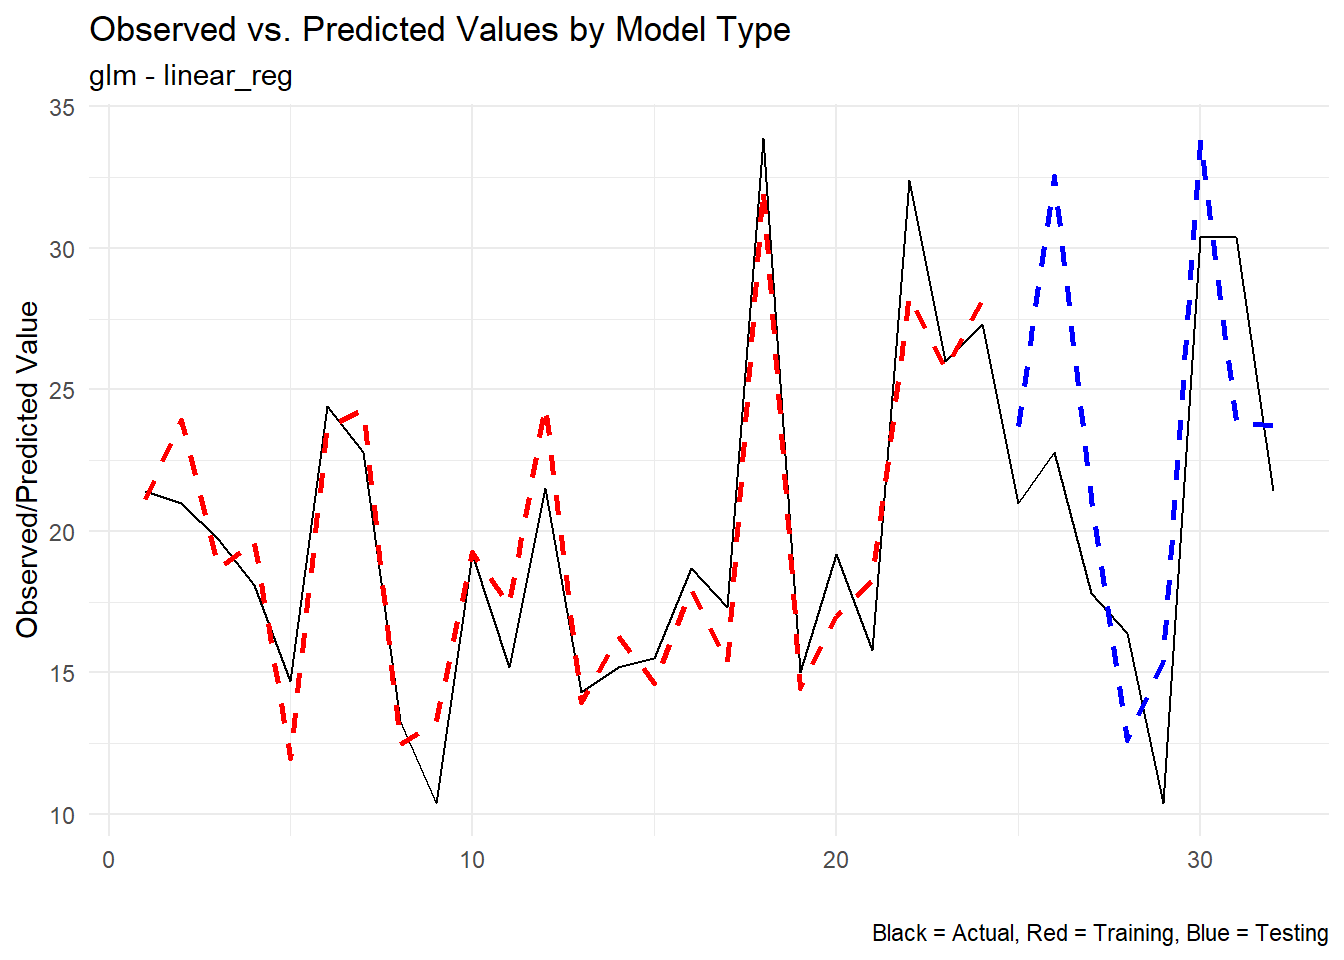 Observed vs. Predicted Values by Model Type
glm - linear_reg
Observed/Predicted Value
35
30
25
20
15
10
0
10
20
30
Black = Actual, Red = Training, Blue = Testing